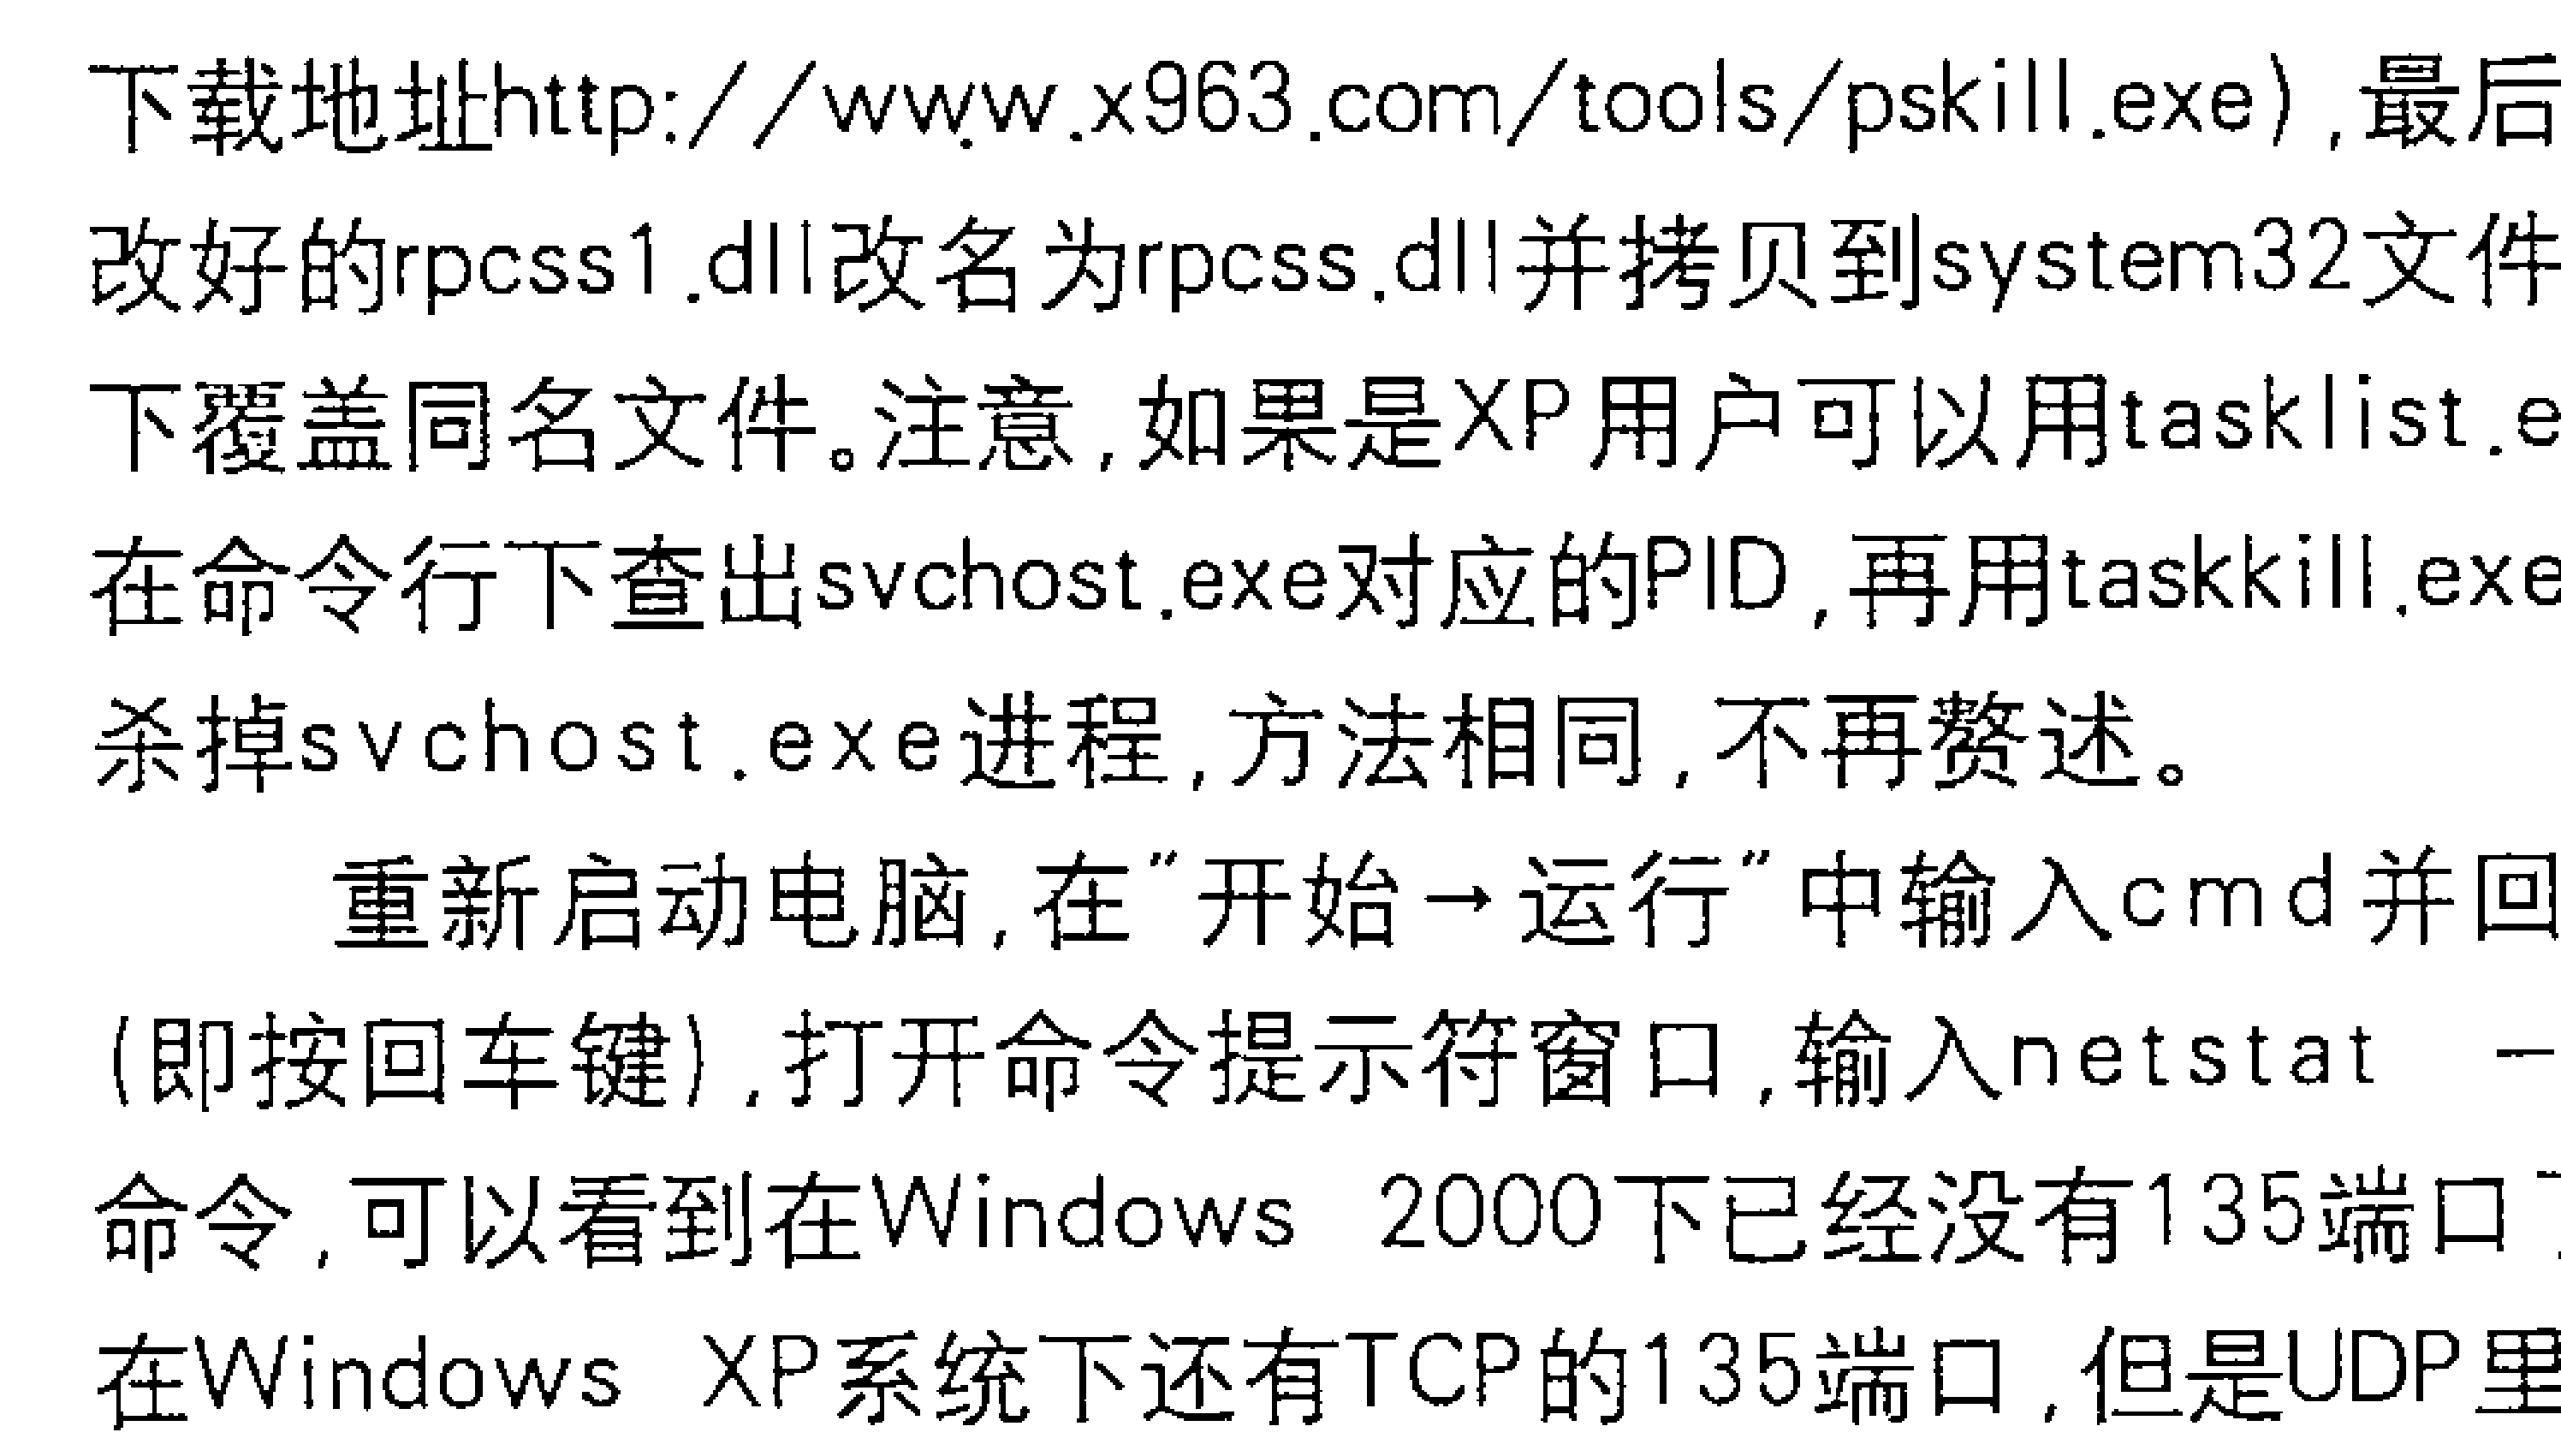 下载地址http://www.x963.com/tools/pskill.exe),最后
改好的rpcss1.dll改名为rpcss.dll并拷贝到system32文件
下覆盖同名文件。注意,如果是XP用户可以用tasklist.e
在命令行下查出svchost.exe对应的PID,再用taskkill.exe
杀掉svchost.exe进程,方法相同,不再赘述。
重新启动电脑,在"开始→运行"中输入cmd并回
(即按回车键),打开命令提示符窗口,输入netstat -
命令,可以看到在Windows 2000下已经没有135端口了
在Windows XP系统下还有TCP的135端口,但是UDP里